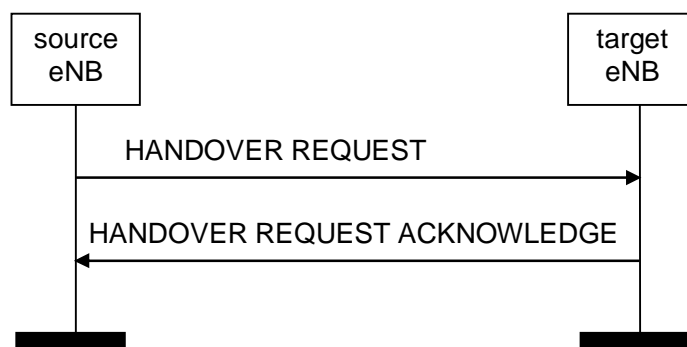 source
eNB
target
eNB
HANDOVER REQUEST
HANDOVER REQUEST ACKNOWLEDGE